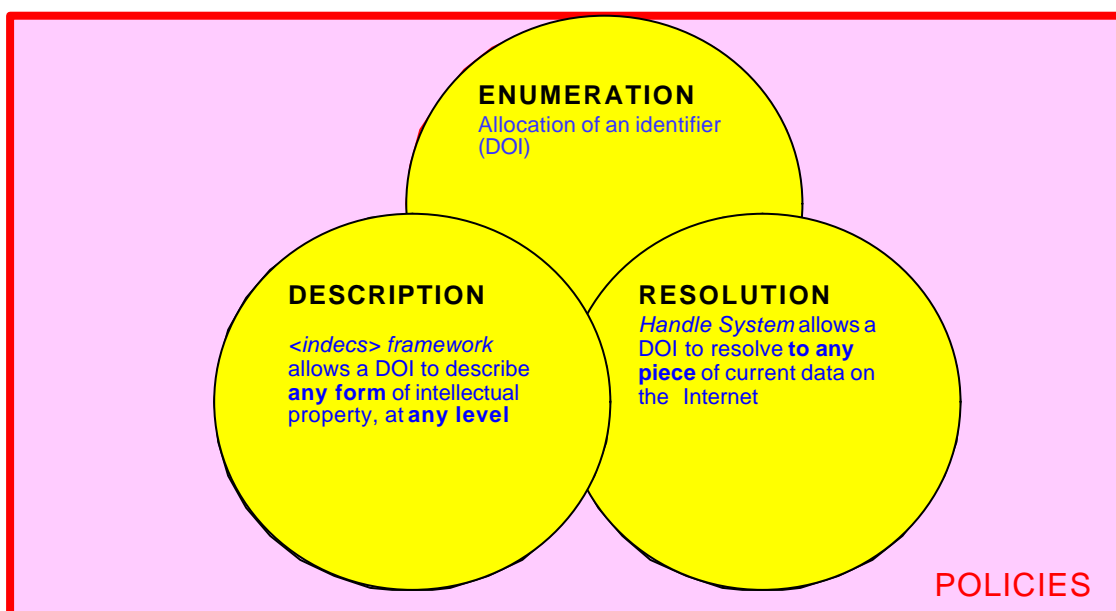 ENUMERATION
Allocation of an identifier
(DOI)
DESCRIPTION
<indecs> framework
allows a DOI to describe
any form of intellectual
property, at any level
RESOLUTION
Handle System allows a
DOI to resolve to any
piece of current data on
the Internet
POLICIES